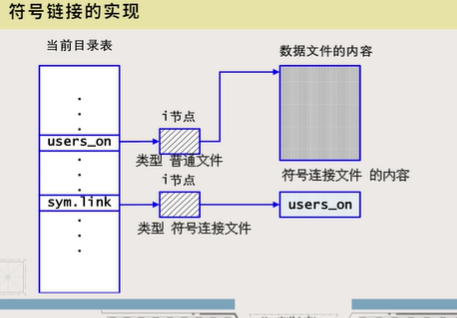 符号链接的实现
当前目录表
数据文件的内容
i节点
users_on
类型 普通文件
符号连接文件 的内容
i节点
sym.link
users_on
类型 符号连接文件